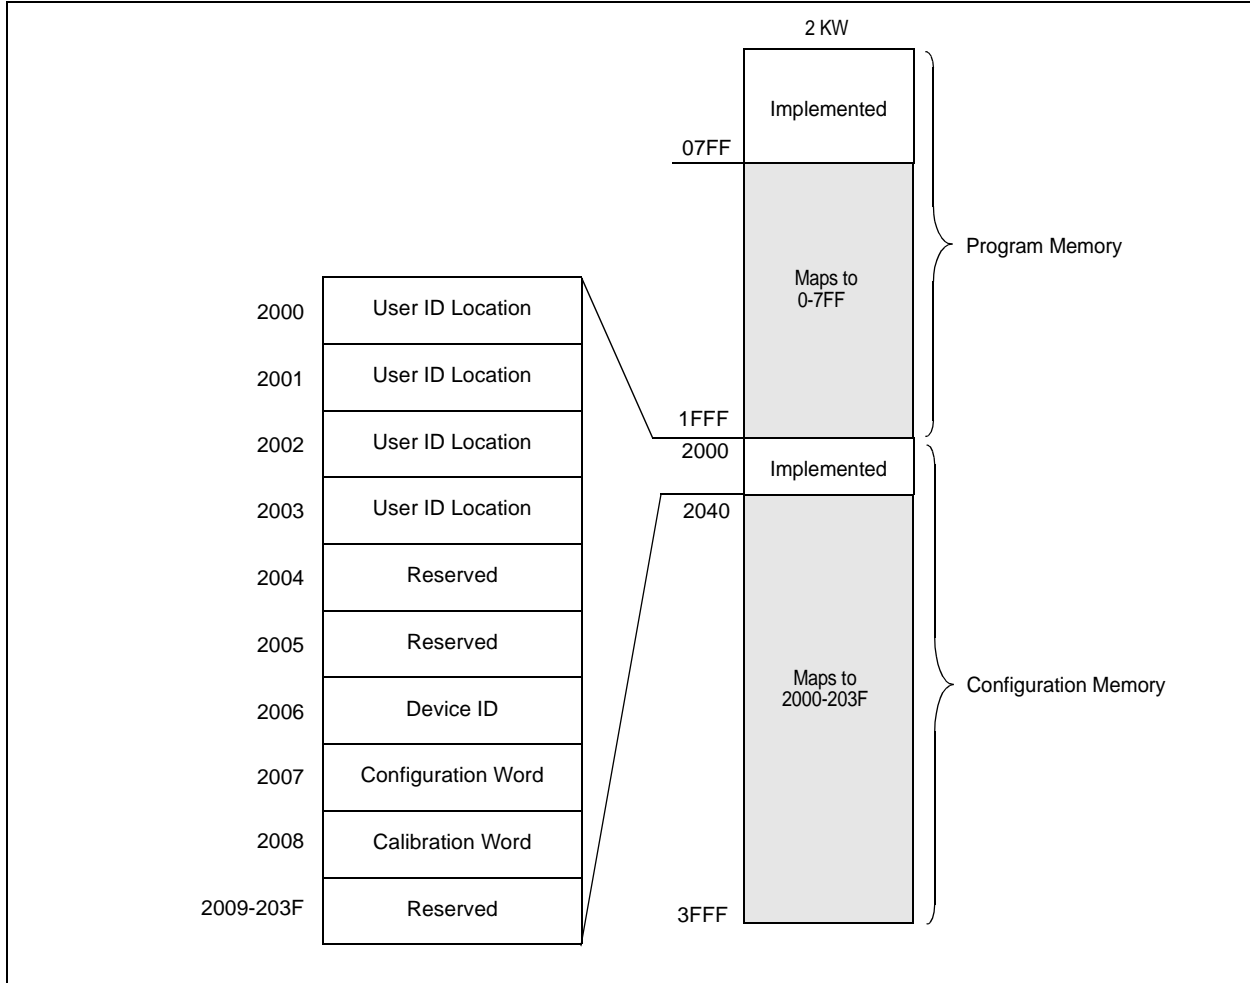 2 KW
Implemented
07FF
Program Memory
Maps to
0-7FF
2000 User ID Location
2001 User ID Location
1FFF
2002 User ID Location
2000
Implemented
2003 User ID Location
2040
2004 Reserved
2005 Reserved
Maps to
2000-203F
Configuration Memory
2006 Device ID
2007 Configuration Word
2008 Calibration Word
2009-203F Reserved
3FFF